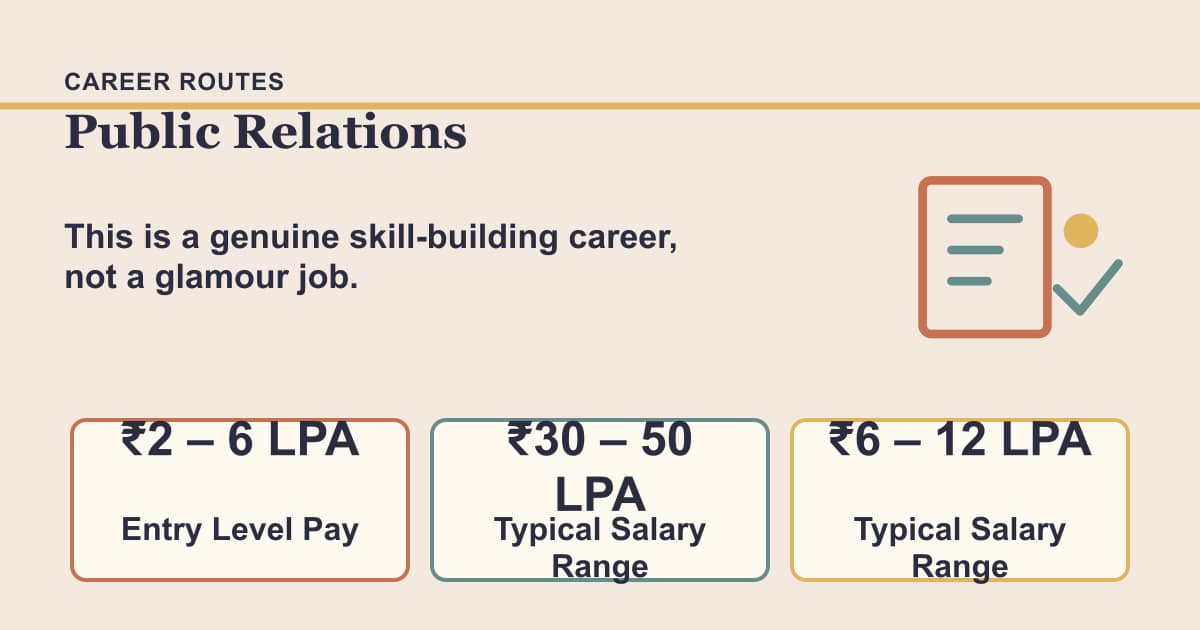 CAREER ROUTES
Public Relations
This is a genuine skill-building career,
not a glamour job.
₹2 – 6 LPA
Entry Level Pay
₹30 – 50
LPA
Typical Salary
Range
₹6 – 12 LPA
Typical Salary
Range